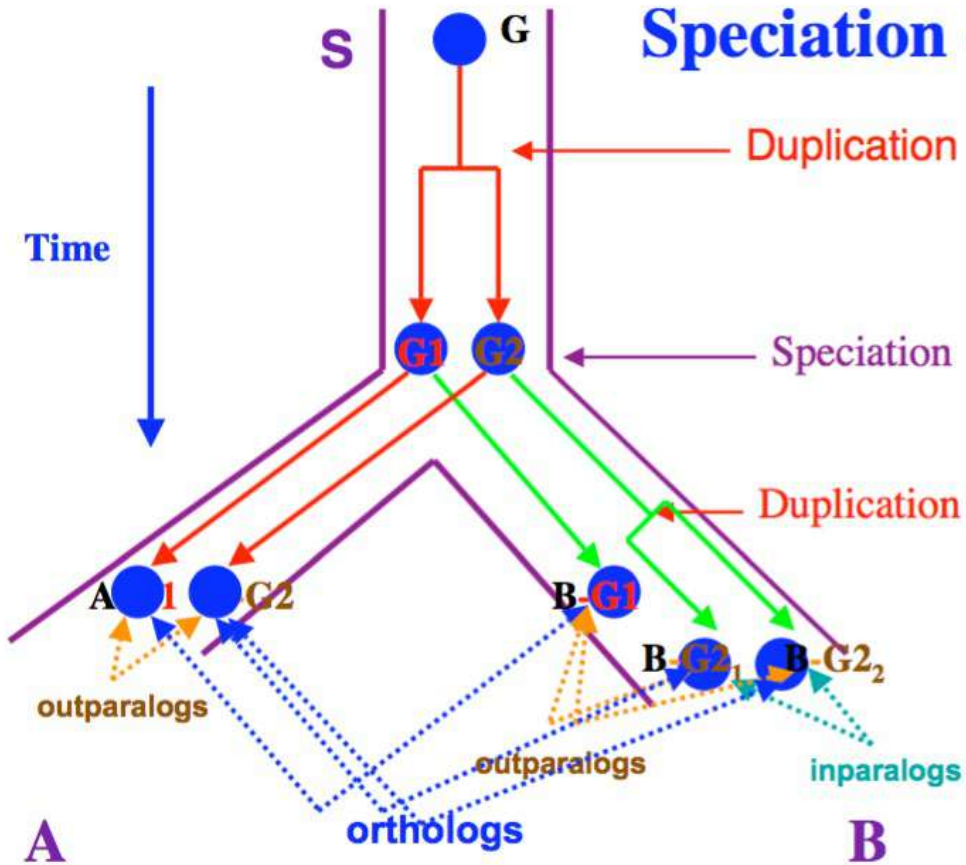 S
G
Speciation
Duplication
Time
G1
G2
Speciation
Duplication
A 1
-G2
B-G1
B-G2₁
B-G2₂
outparalogs
outparalogs
inparalogs
orthologs
A
B